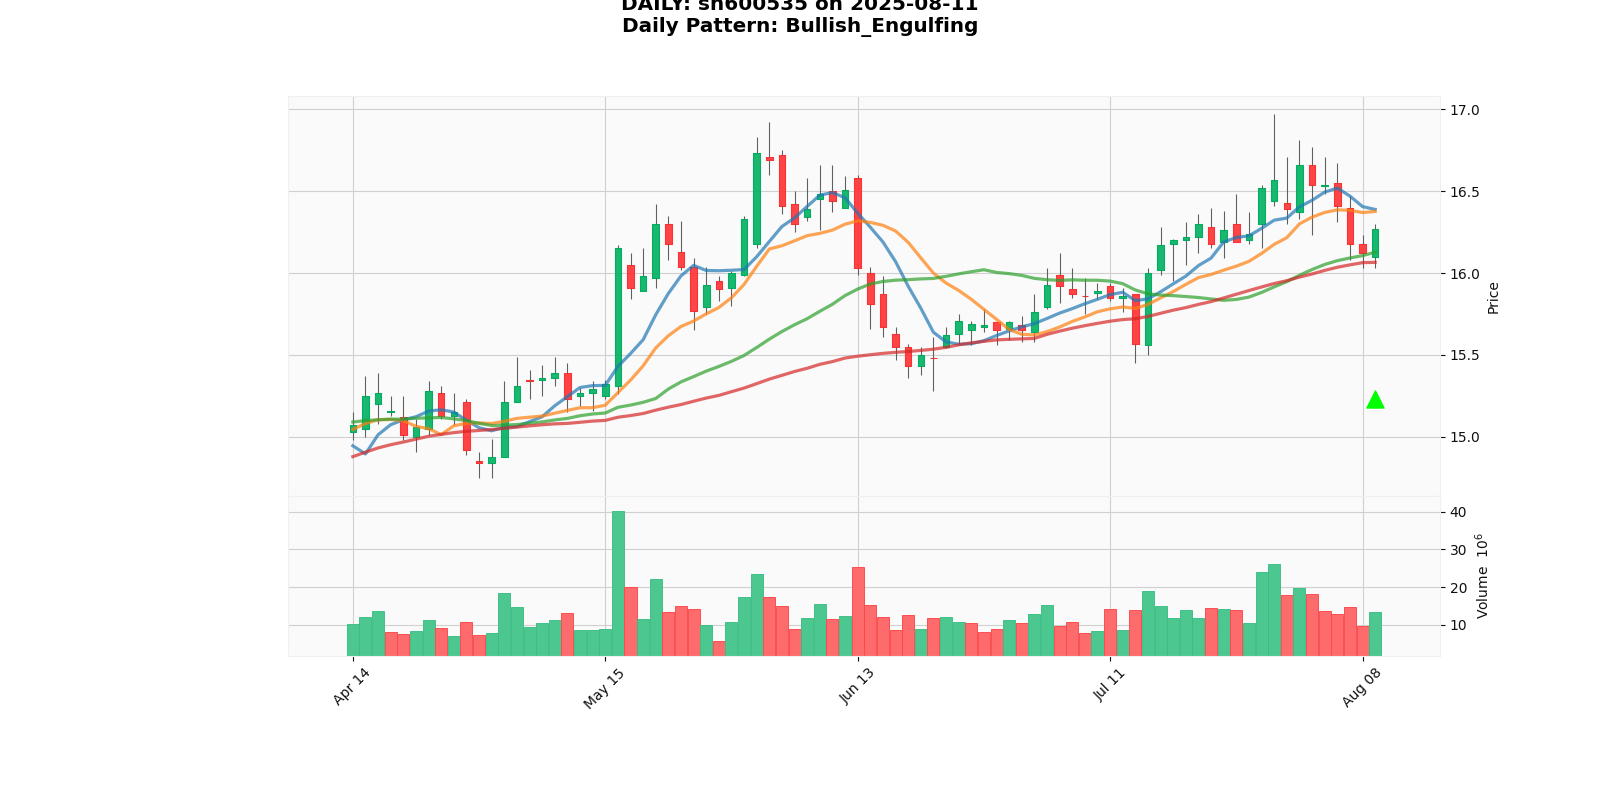 DAILY: sh600535 on 2025-08-11
Daily Pattern: Bullish_Engulfing
17.0
16.5
16.0
15.5
15.0
Price
40
30
20
10
Volume 10^6
Apr 14
May 15
Jun 13
Jul 11
Aug 08